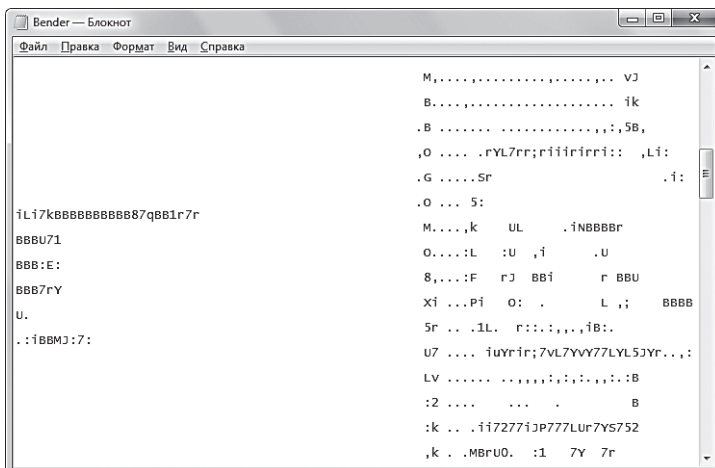 Bender — Блокнот
Файл Правка Формат Вид Справка
M,....,.........,.....,.. vJ
B....,................... ik
.B ....... ............,,:,5B,
,O .... .rYL7rr;riiirirri:: ,Li:
.G .....Sr .i:
.O ... 5:
iLi7kBBBBBBBBBB87qBB1r7r
M....,k UL .iNBBBBr
BBBU71
O....:L :U ,i .U
BBB:E:
8,...:F rJ BBi r BBU
BBB7rY
Xi ...Pi O: . L ,; BBBB
U.
5r .. .1L. r::.:,,.,iB:.
.:iBBMJ:7:
U7 .... iuYrir;7vL7YvY77LYL5JYr..,:
Lv ...... ..,,,,:,:,:.,,:.:B
:2 .... ... . B
:k .. .ii7277iJP777LUr7YS752
,k . .MBrU0. :1 7Y 7r